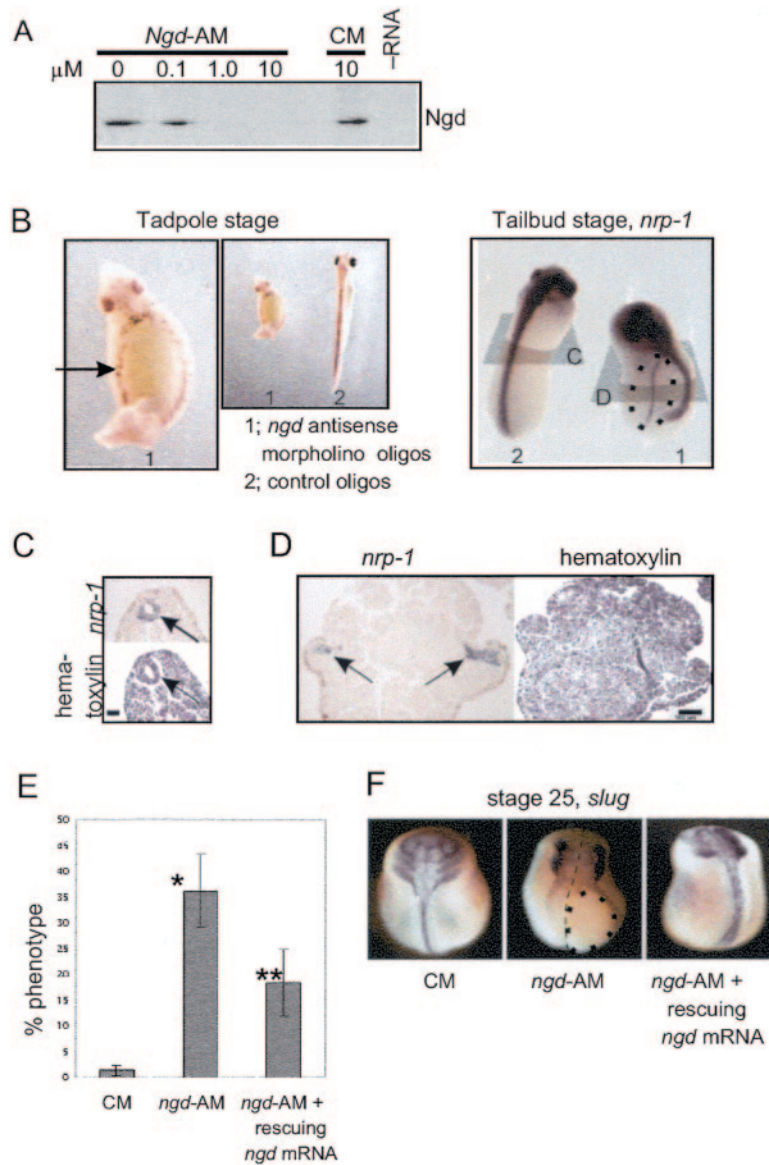 A
Ngd-AM
CM
–RNA
μM 0 0.1 1.0 10 10
Ngd
B
Tadpole stage
Tailbud stage, nrp-1
1
1 2
1; ngd antisense
morpholino oligos
2; control oligos
C
D
2 1
C
nrp-1
hema-
toxylin
D
nrp-1
hematoxylin
E
% phenotype
50
45
40
35
30
25
20
15
10
5
0
*
**
CM
ngd-AM
ngd-AM +
rescuing
ngd mRNA
F
stage 25, slug
CM
ngd-AM
ngd-AM +
rescuing
ngd mRNA